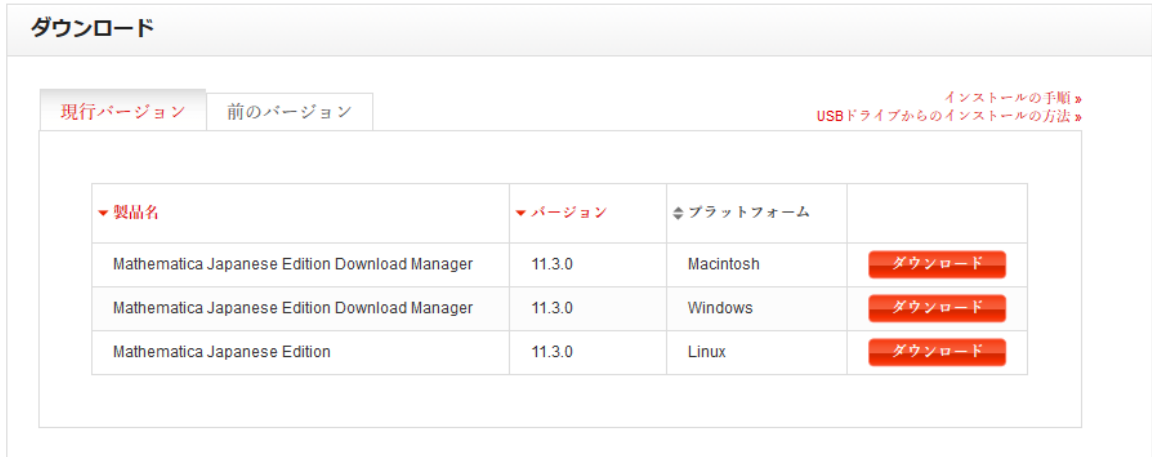 ダウンロード
現行バージョン 前のバージョン
インストールの手順 »
USBドライブからのインストールの方法 »
製品名 バージョン プラットフォーム
Mathematica Japanese Edition Download Manager 11.3.0 Macintosh ダウンロード
Mathematica Japanese Edition Download Manager 11.3.0 Windows ダウンロード
Mathematica Japanese Edition 11.3.0 Linux ダウンロード